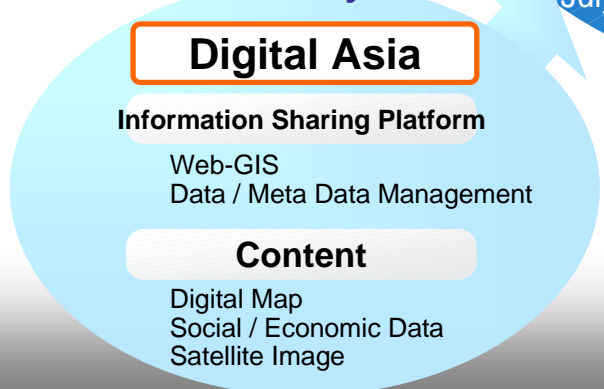 Digital Asia
Information Sharing Platform
Web-GIS
Data / Meta Data Management
Content
Digital Map
Social / Economic Data
Satellite Image